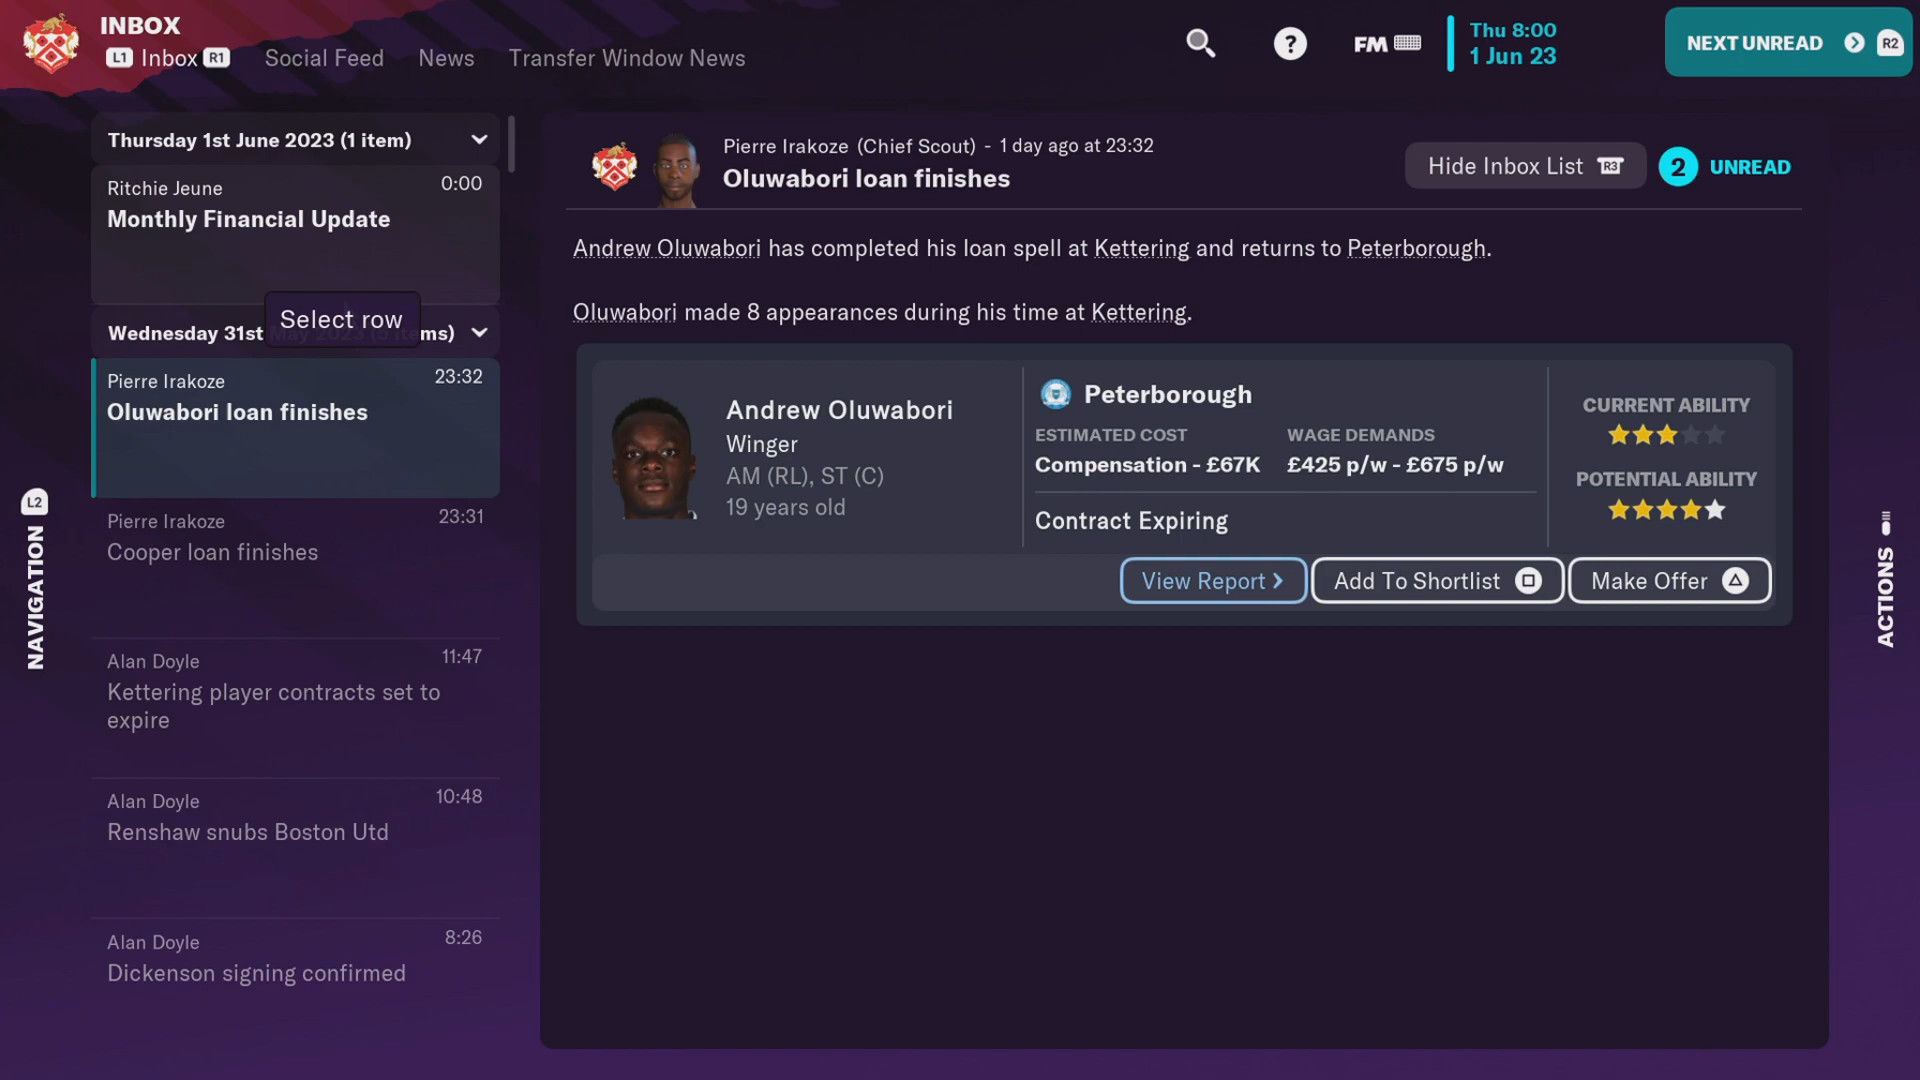 INBOX
L1 Inbox R1 Social Feed News Transfer Window News
? FM
Thu 8:00
1 Jun 23
NEXT UNREAD R2
Thursday 1st June 2023 (1 item)
Ritchie Jeune 0:00
Monthly Financial Update
Select row
Wednesday 31st ms)
Pierre Irakoze 23:32
Oluwabori loan finishes
Pierre Irakoze 23:31
Cooper loan finishes
Alan Doyle 11:47
Kettering player contracts set to
expire
Alan Doyle 10:48
Renshaw snubs Boston Utd
Alan Doyle 8:26
Dickenson signing confirmed
L2
NAVIGATION
Pierre Irakoze (Chief Scout) - 1 day ago at 23:32
Oluwabori loan finishes
Hide Inbox List R3 2 UNREAD
Andrew Oluwabori has completed his loan spell at Kettering and returns to Peterborough.
Oluwabori made 8 appearances during his time at Kettering.
Andrew Oluwabori
Winger
AM (RL), ST (C)
19 years old
Peterborough
ESTIMATED COST WAGE DEMANDS
Compensation - £67K £425 p/w - £675 p/w
Contract Expiring
CURRENT ABILITY
POTENTIAL ABILITY
View Report Add To Shortlist Make Offer
ACTIONS